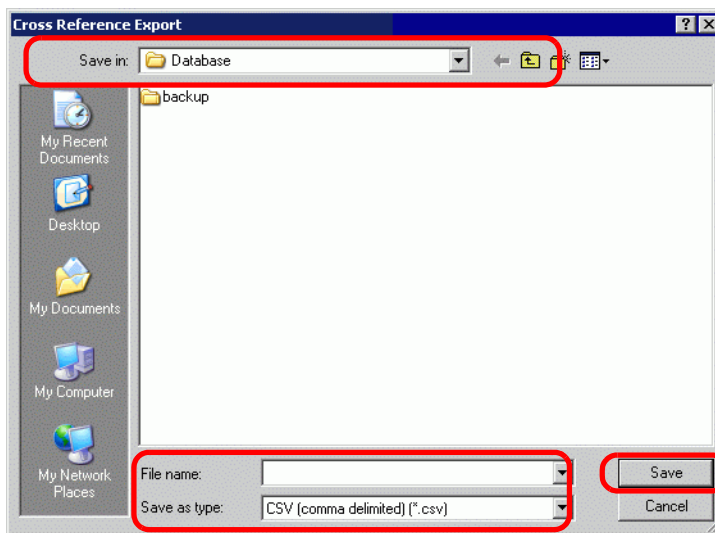 Cross Reference Export
Save in: Database
backup
My Recent
Documents
Desktop
My Documents
My Computer
My Network
Places
File name:
Save
Save as type: CSV (comma delimited) (*.csv)
Cancel